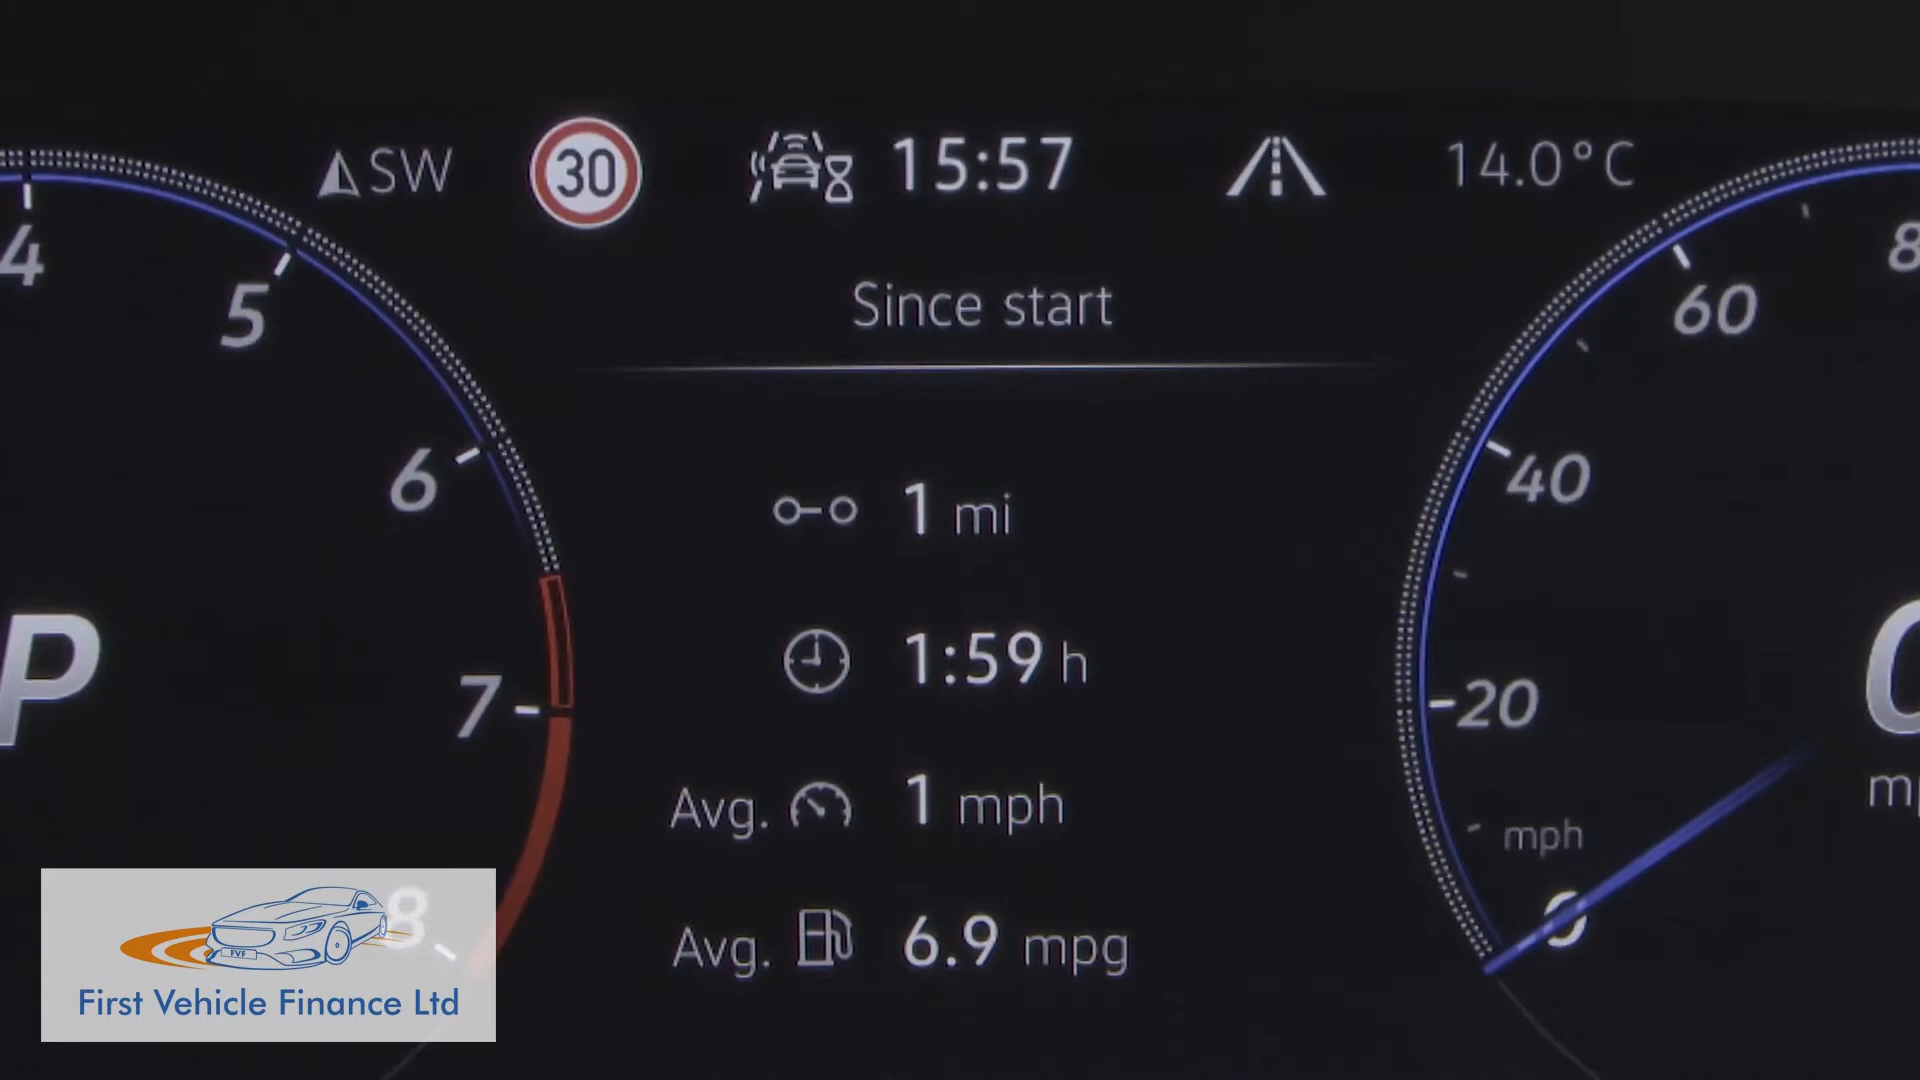 SW 30 15:57 14.0°C
Since start
4
5
6
7
8
P
1 mi
1:59 h
Avg. 1 mph
Avg. 6.9 mpg
60
40
20
mph
0
FVF
First Vehicle Finance Ltd